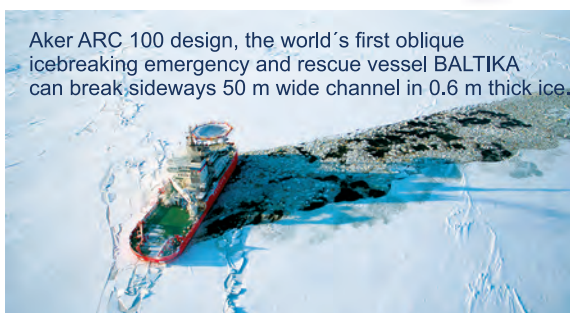 Aker ARC 100 design, the world´s first oblique
icebreaking emergency and rescue vessel BALTIKA
can break sideways 50 m wide channel in 0.6 m thick ice.